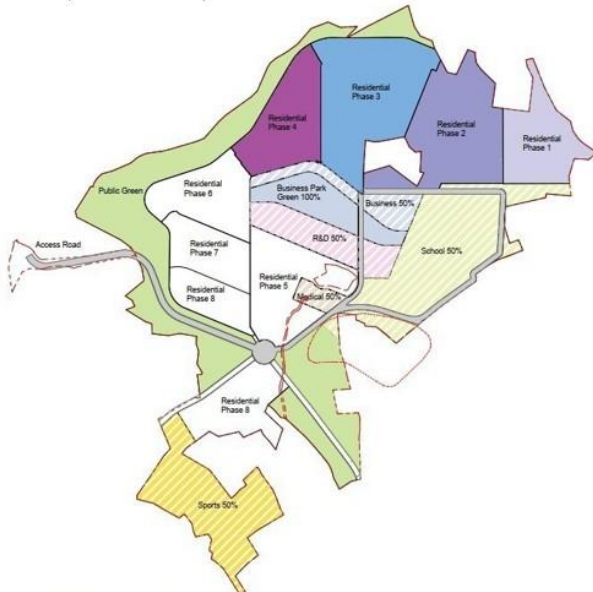 Residential
Phase 3
Residential
Phase 4
Residential
Phase 2
Residential
Phase 1
Public Green
Residential
Phase 6
Business Park
Green 100%
Business 50%
R&D 50%
Access Road
Residential
Phase 7
School 50%
Residential
Phase 8
Residential
Phase 5
Medical 50%
Residential
Phase 8
Sports 50%